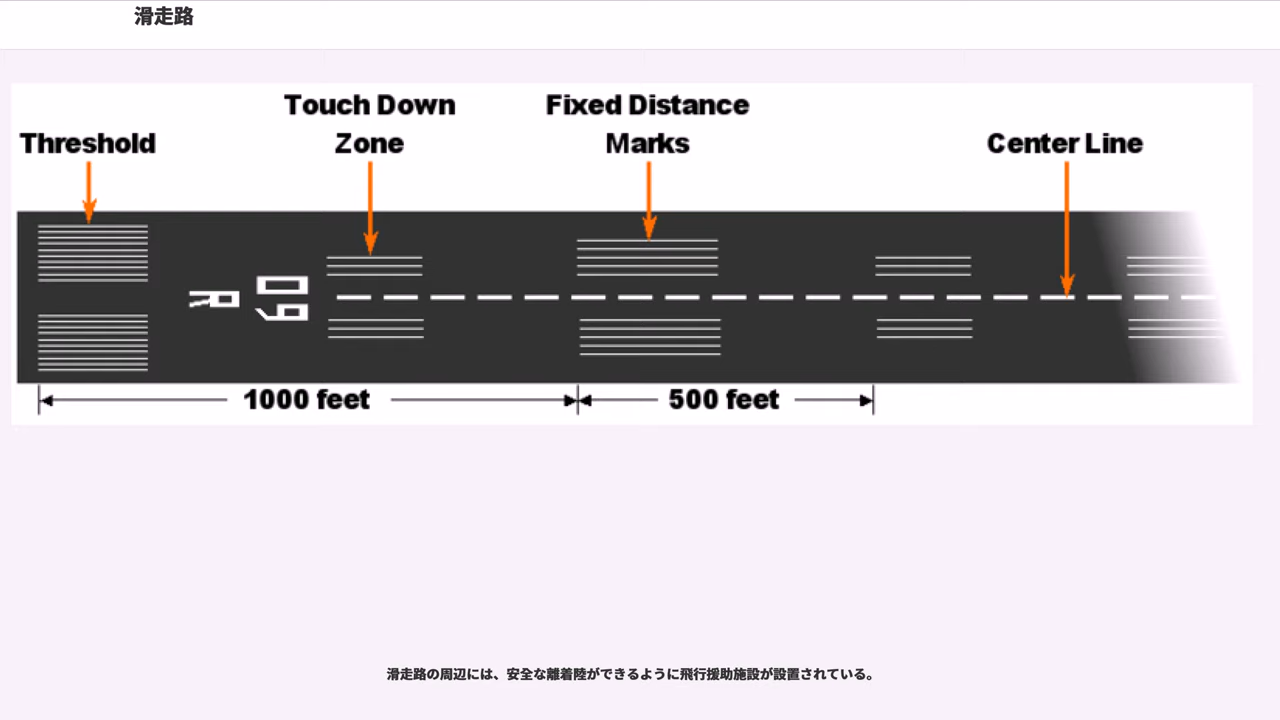 滑走路
Touch Down
Zone
Fixed Distance
Marks
Threshold
Center Line
R
09
1000 feet
500 feet
滑走路の周辺には、安全な離着陸ができるように飛行援助施設が設置されている。